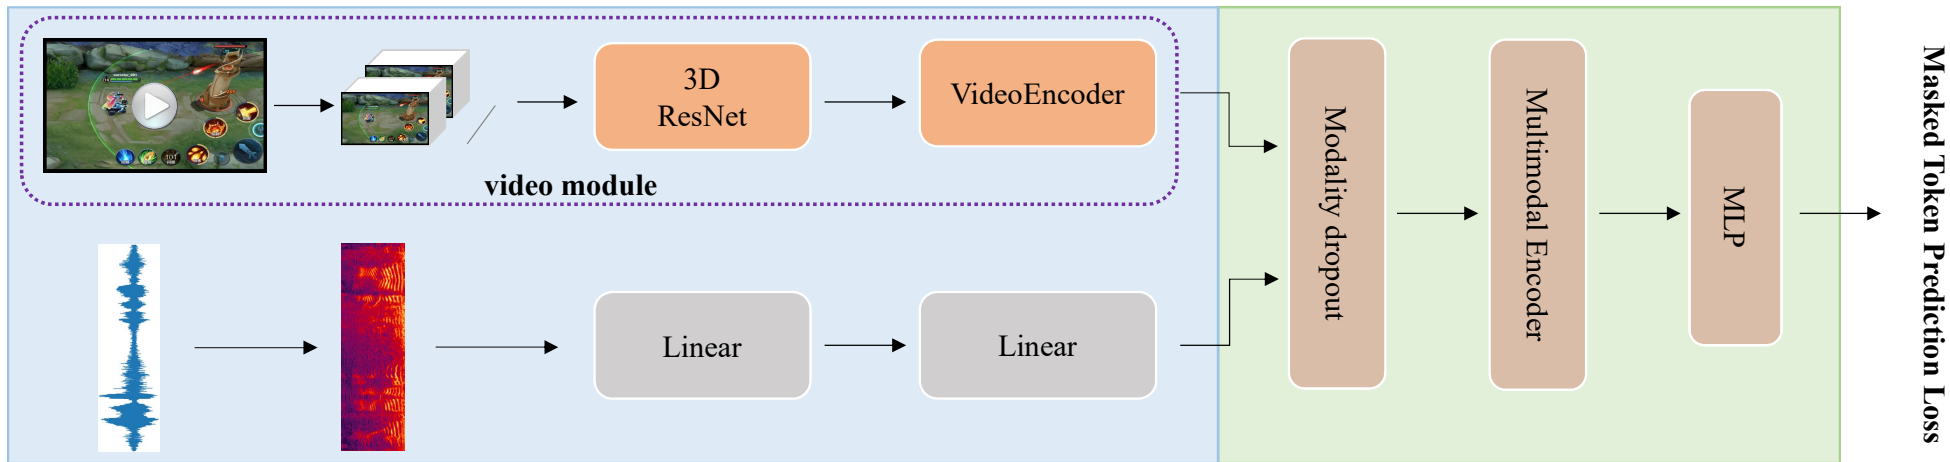 3D
ResNet
VideoEncoder
video module
Linear
Linear
Modality dropout
Multimodal Encoder
MLP
Masked Token Prediction Loss